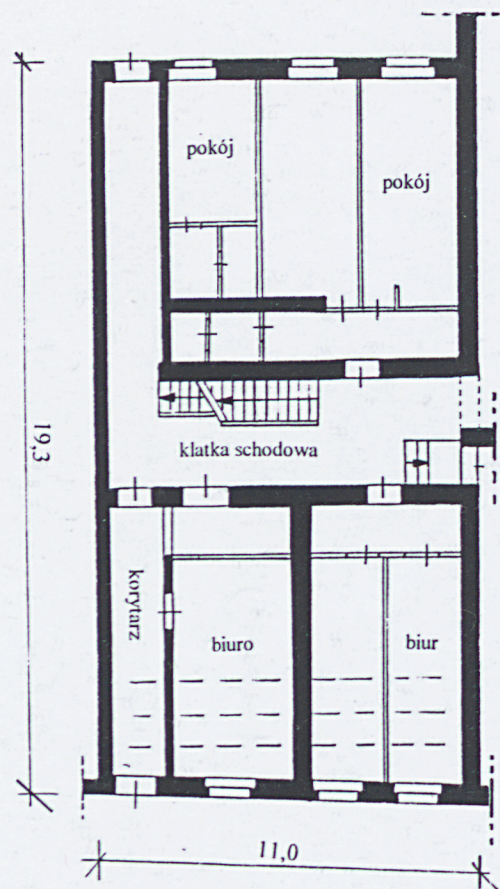 pokój
pokój
19,3
klatka schodowa
korytarz
biuro
biur
11,0